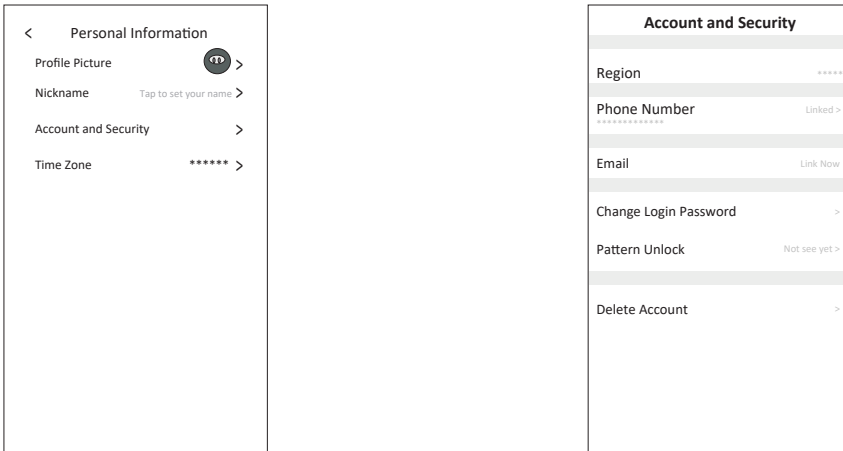 < Personal Information
Profile Picture >
Nickname Tap to set your name >
Account and Security >
Time Zone ****** >
Account and Security
Region *****
Phone Number Linked >
*************
Email Link Now
Change Login Password >
Pattern Unlock Not see yet >
Delete Account >